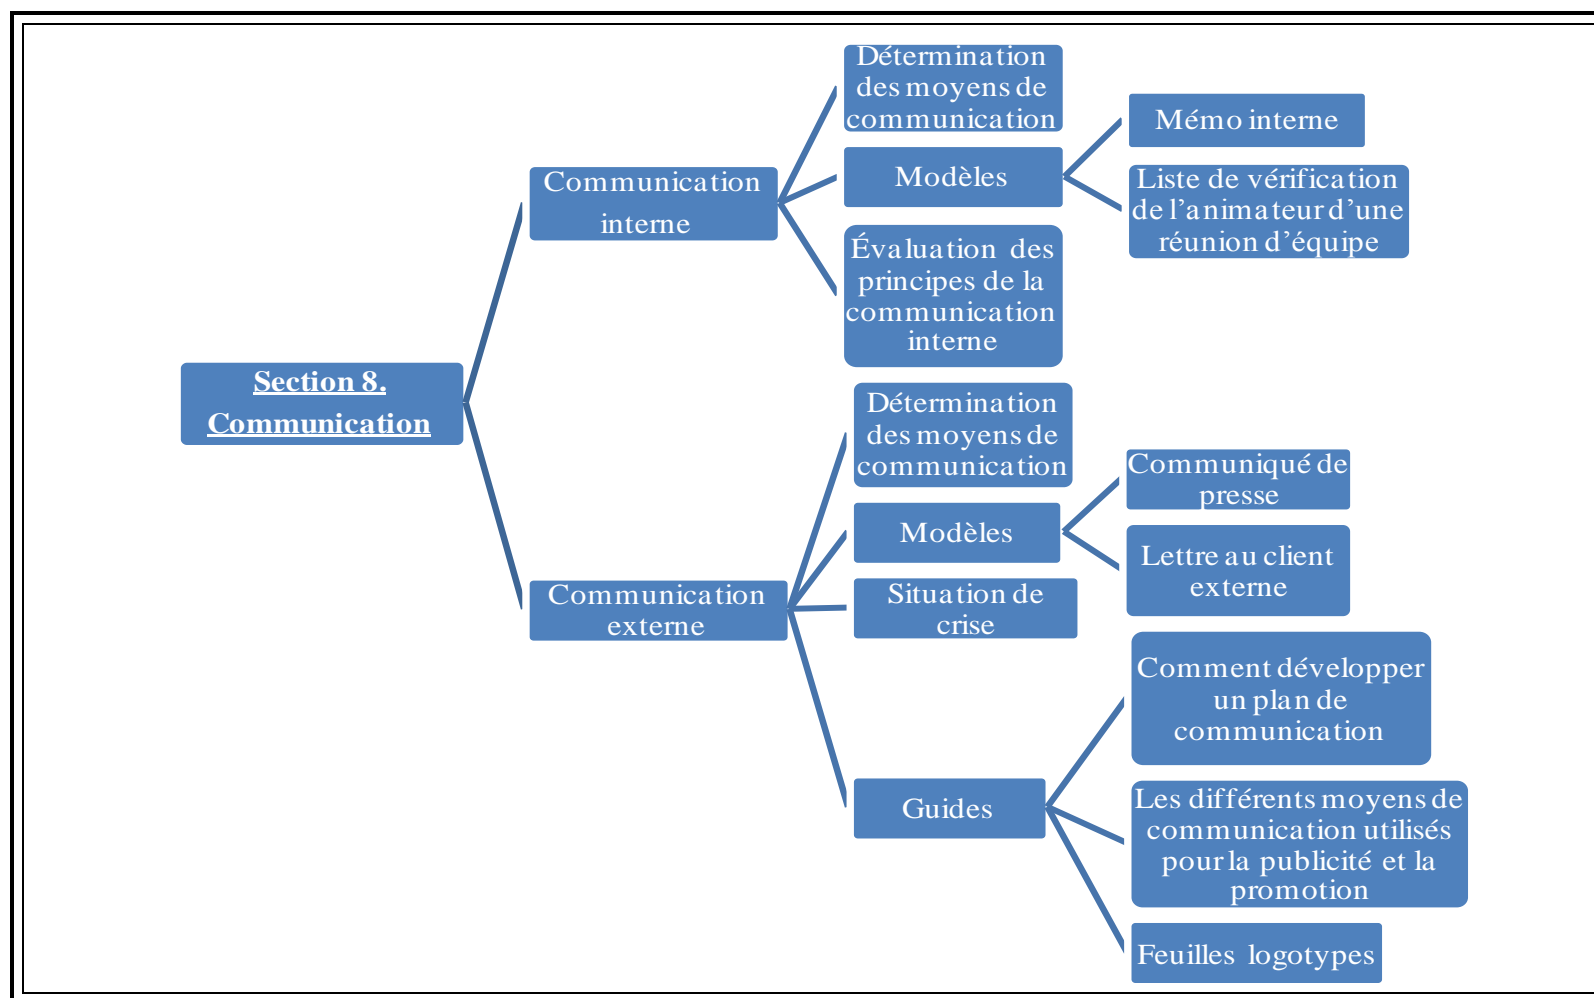 Section 8.
Communication
Communication
interne
Détermination
des moyens de
communication
Modèles
Mémo interne
Liste de vérification
de l’animateur d’une
réunion d’équipe
Évaluation des
principes de la
communication
interne
Communication
externe
Détermination
des moyens de
communication
Modèles
Communiqué de
presse
Lettre au client
externe
Situation de
crise
Guides
Comment développer
un plan de
communication
Les différents moyens de
communication utilisés
pour la publicité et la
promotion
Feuilles logotypes